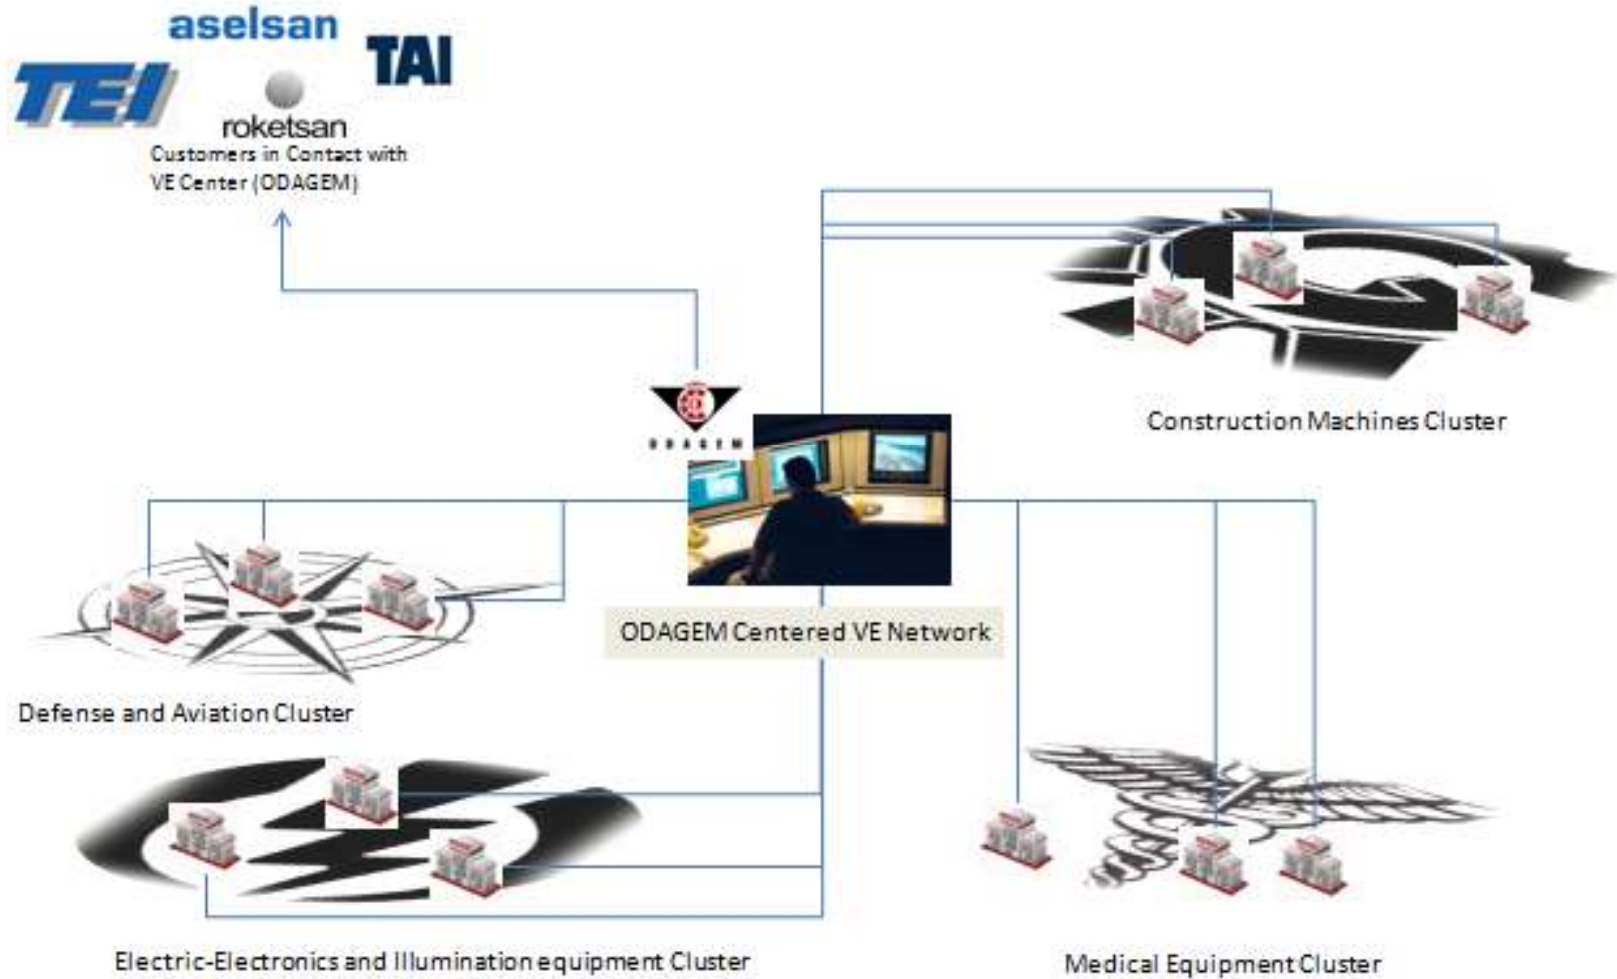 aselsan
TEI
TAI
roketsan
Customers in Contact with
VE Center (ODAGEM)
ODAGEM
Construction Machines Cluster
ODAGEM Centered VE Network
Defense and Aviation Cluster
Electric-Electronics and Illumination equipment Cluster
Medical Equipment Cluster